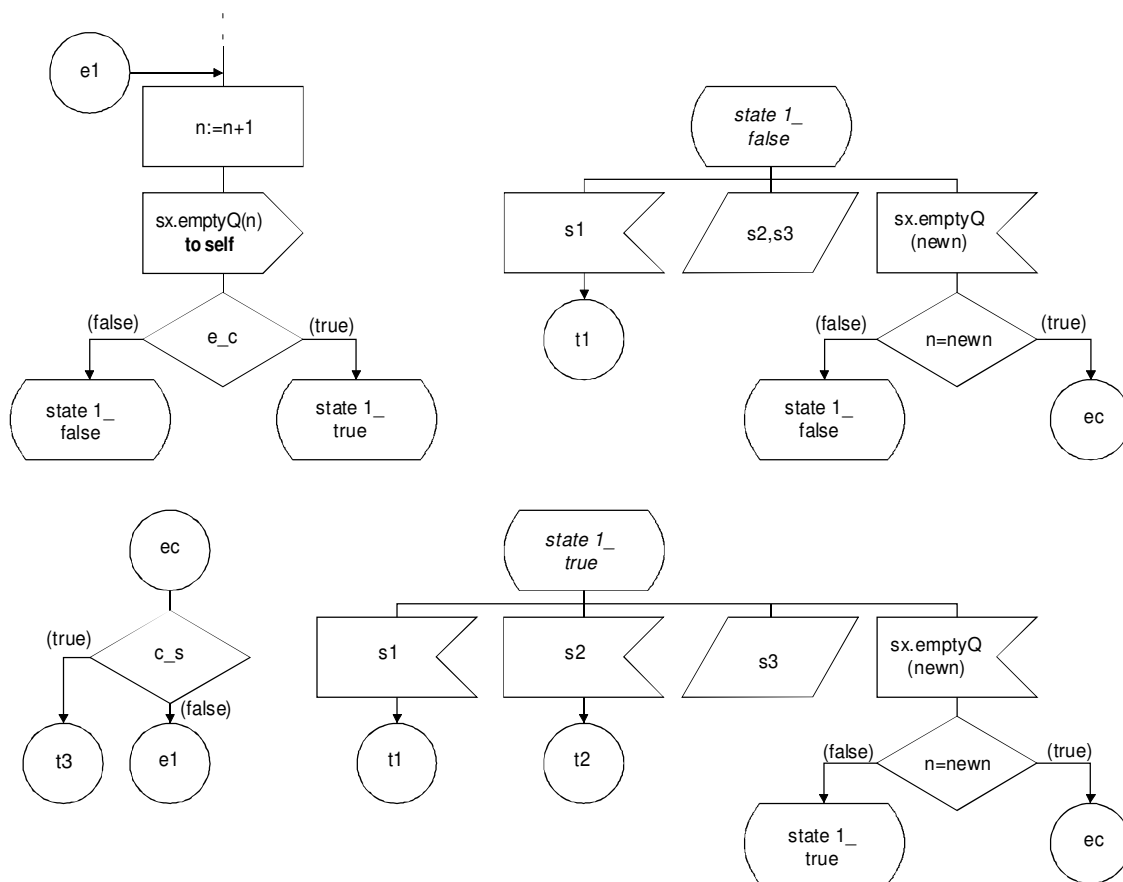 e1
n:=n+1
sx.emptyQ(n)
to self
(false)
(true)
e_c
state 1_
false
state 1_
true
state 1_
false
s1
s2,s3
sx.emptyQ
(newn)
t1
(false)
(true)
n=newn
state 1_
false
ec
ec
(true)
c_s
(false)
t3
e1
state 1_
true
s1
s2
s3
sx.emptyQ
(newn)
t1
t2
(false)
(true)
n=newn
state 1_
true
ec